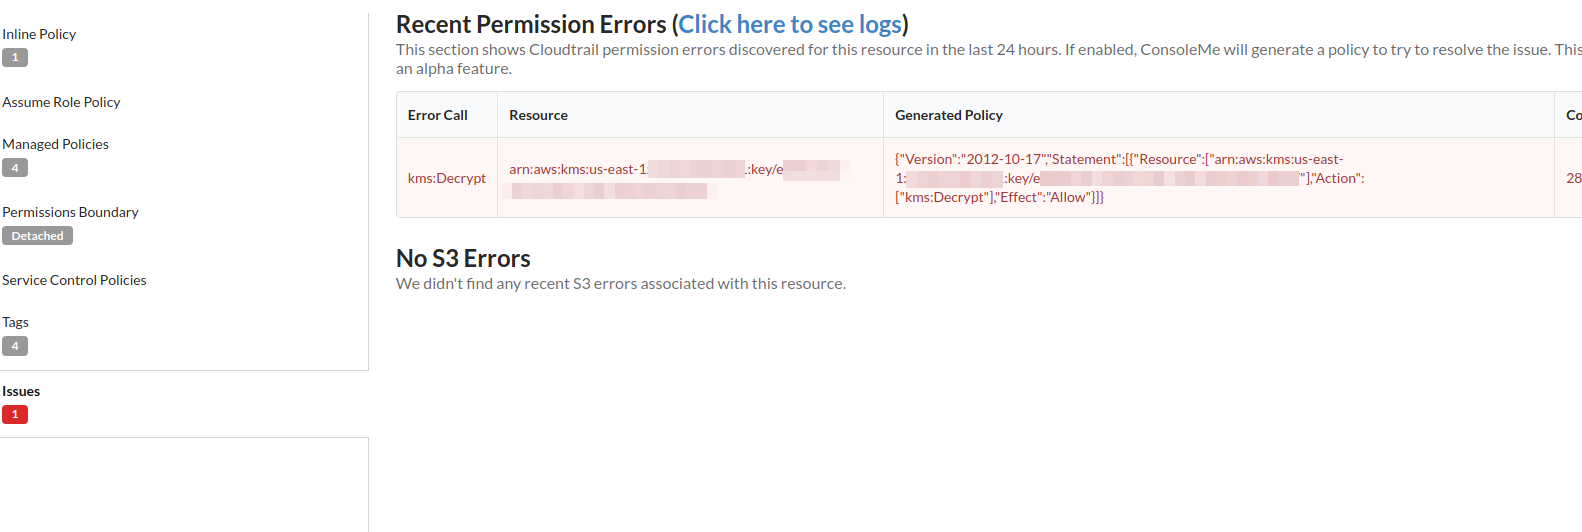 Inline Policy
1
Assume Role Policy
Managed Policies
4
Permissions Boundary
Detached
Service Control Policies
Tags
4
Issues
1
Recent Permission Errors (Click here to see logs)
This section shows Cloudtrail permission errors discovered for this resource in the last 24 hours. If enabled, ConsoleMe will generate a policy to try to resolve the issue. This
an alpha feature.
Error Call Resource Generated Policy Co
kms:Decrypt
arn:aws:kms:us-east-1: :key/e
{"Version":"2012-10-17","Statement":[{"Resource":["arn:aws:kms:us-east-
1: :key/e "],"Action":
["kms:Decrypt"],"Effect":"Allow"}]}
28
No S3 Errors
We didn't find any recent S3 errors associated with this resource.